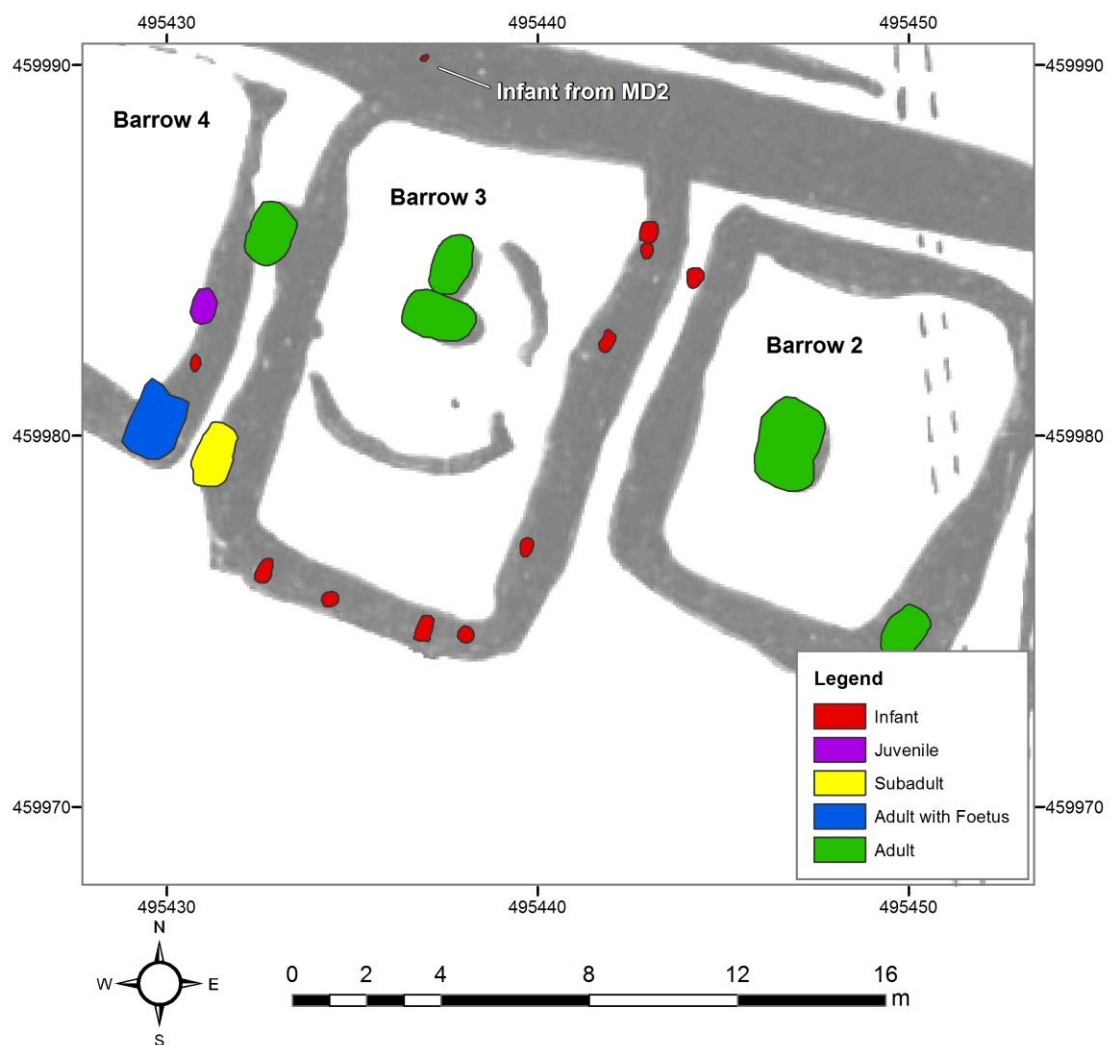 495430
495440
495450
459990
459990
Infant from MD2
Barrow 4
Barrow 3
Barrow 2
459980
459980
Legend
Infant
Juvenile
Subadult
Adult with Foetus
Adult
459970
459970
495430
495440
495450
N
W
E
S
0 2 4 8 12 16
m